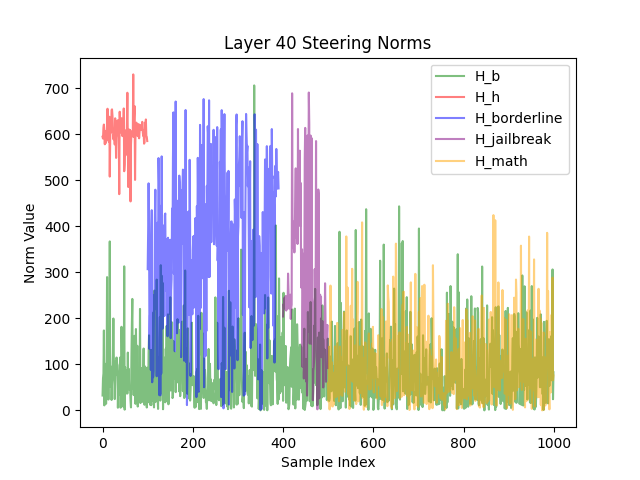 Layer 40 Steering Norms
H_b
H_h
H_borderline
H_jailbreak
H_math
Norm Value
700
600
500
400
300
200
100
0
0
200
400
600
800
1000
Sample Index